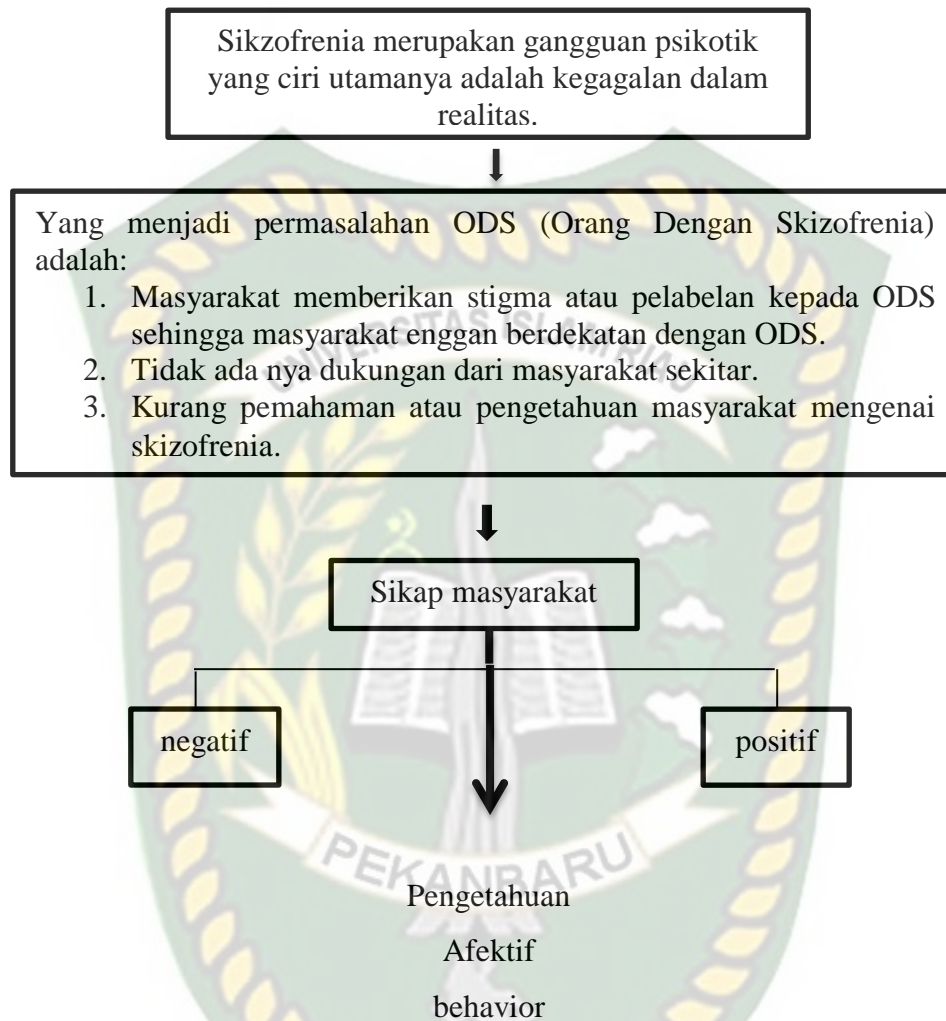 Sikzofrenia merupakan gangguan psikotik
yang ciri utamanya adalah kegagalan dalam
realitas.
Yang menjadi permasalahan ODS (Orang Dengan Skizofrenia)
adalah:
1. Masyarakat memberikan stigma atau pelabelan kepada ODS
sehingga masyarakat enggan berdekatan dengan ODS.
UNIVERSITAS ISLAM RIAU
2. Tidak ada nya dukungan dari masyarakat sekitar.
3. Kurang pemahaman atau pengetahuan masyarakat mengenai
skizofrenia.
Sikap masyarakat
negatif
positif
PEKANBARU
Pengetahuan
Afektif
behavior